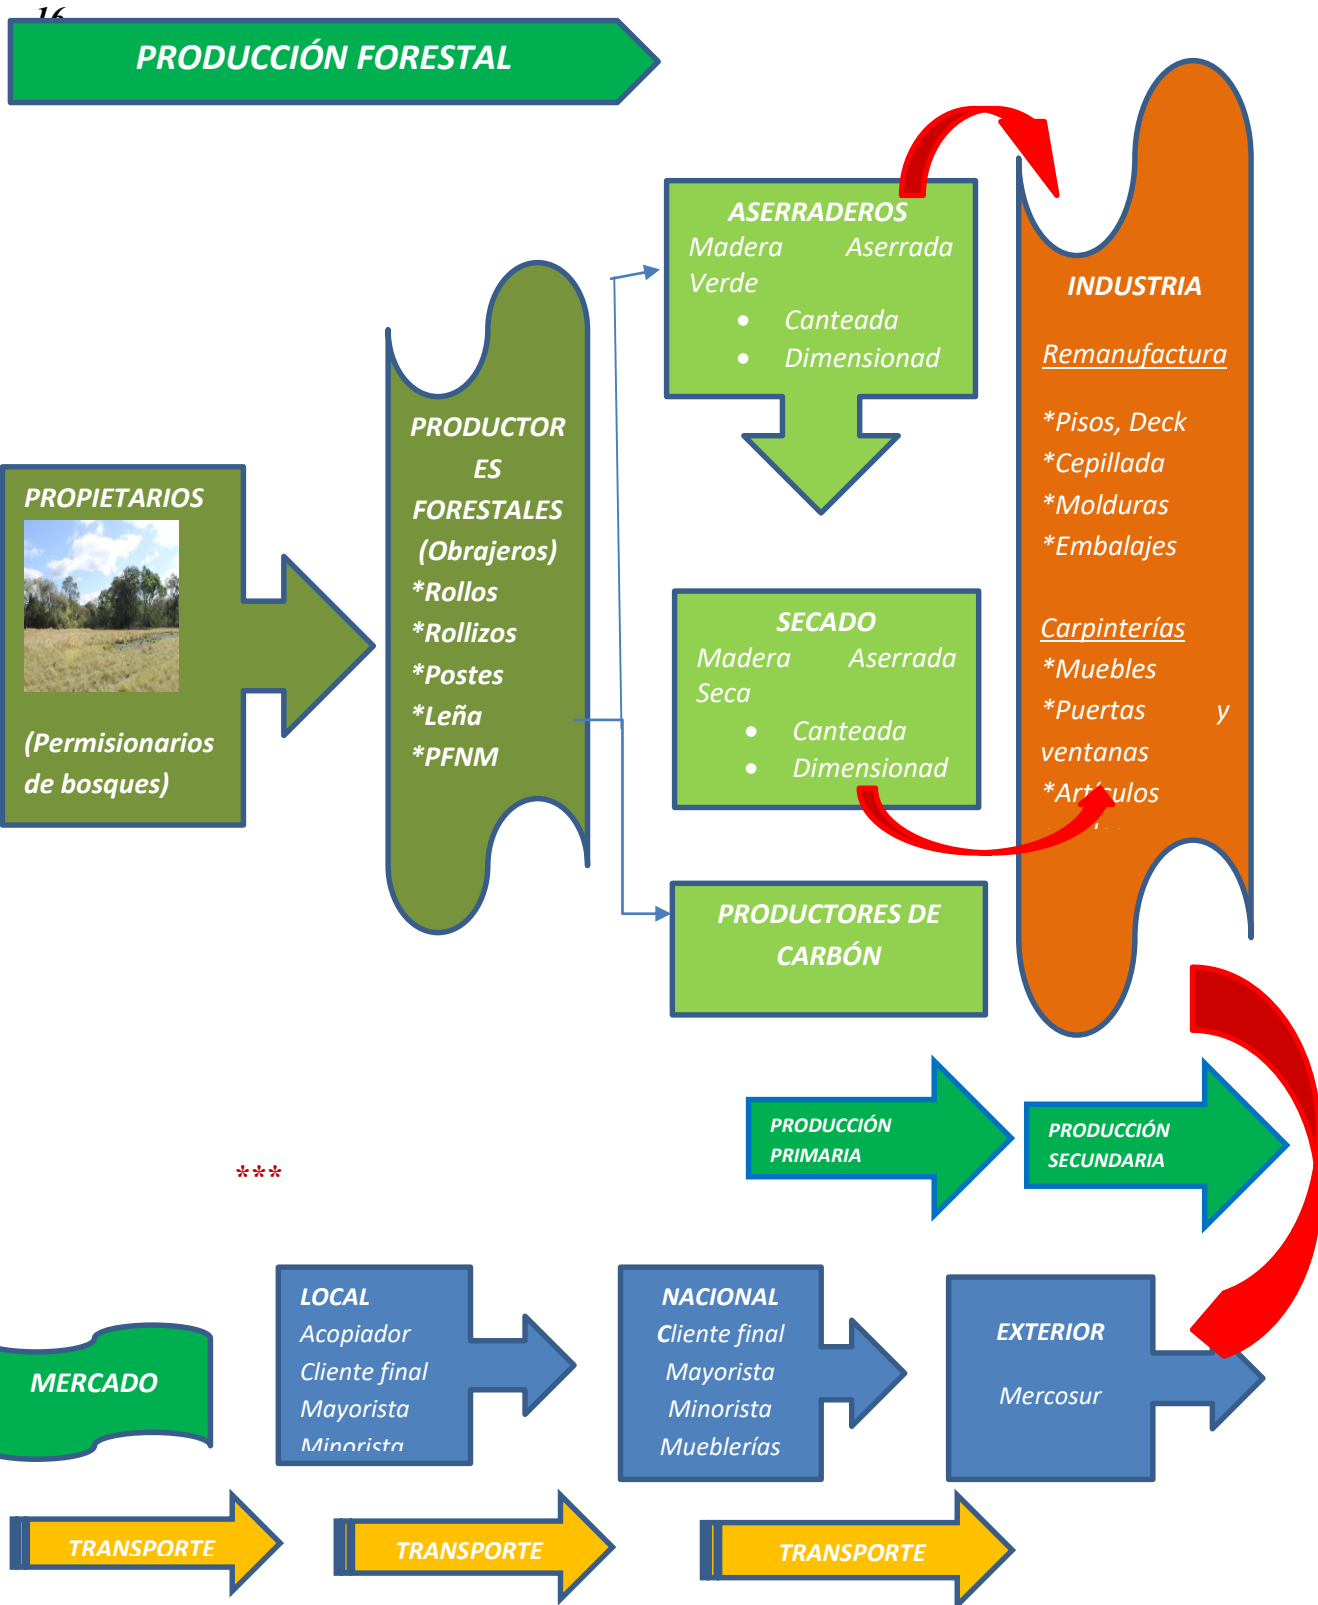 16
PRODUCCIÓN FORESTAL
PROPIETARIOS
(Permisionarios
de bosques)
PRODUCTOR
ES
FORESTALES
(Obrajeros)
*Rollos
*Rollizos
*Postes
*Leña
*PFNM
ASERRADEROS
Madera Aserrada
Verde
• Canteada
• Dimensionad
SECADO
Madera Aserrada
Seca
• Canteada
• Dimensionad
PRODUCTORES DE
CARBÓN
INDUSTRIA
Remanufactura
*Pisos, Deck
*Cepillada
*Molduras
*Embalajes
Carpinterías
*Muebles
*Puertas y
ventanas
*Artículos
PRODUCCIÓN
PRIMARIA
PRODUCCIÓN
SECUNDARIA
***
MERCADO
LOCAL
Acopiador
Cliente final
Mayorista
Minorista
NACIONAL
Cliente final
Mayorista
Minorista
Mueblerías
EXTERIOR
Mercosur
TRANSPORTE
TRANSPORTE
TRANSPORTE